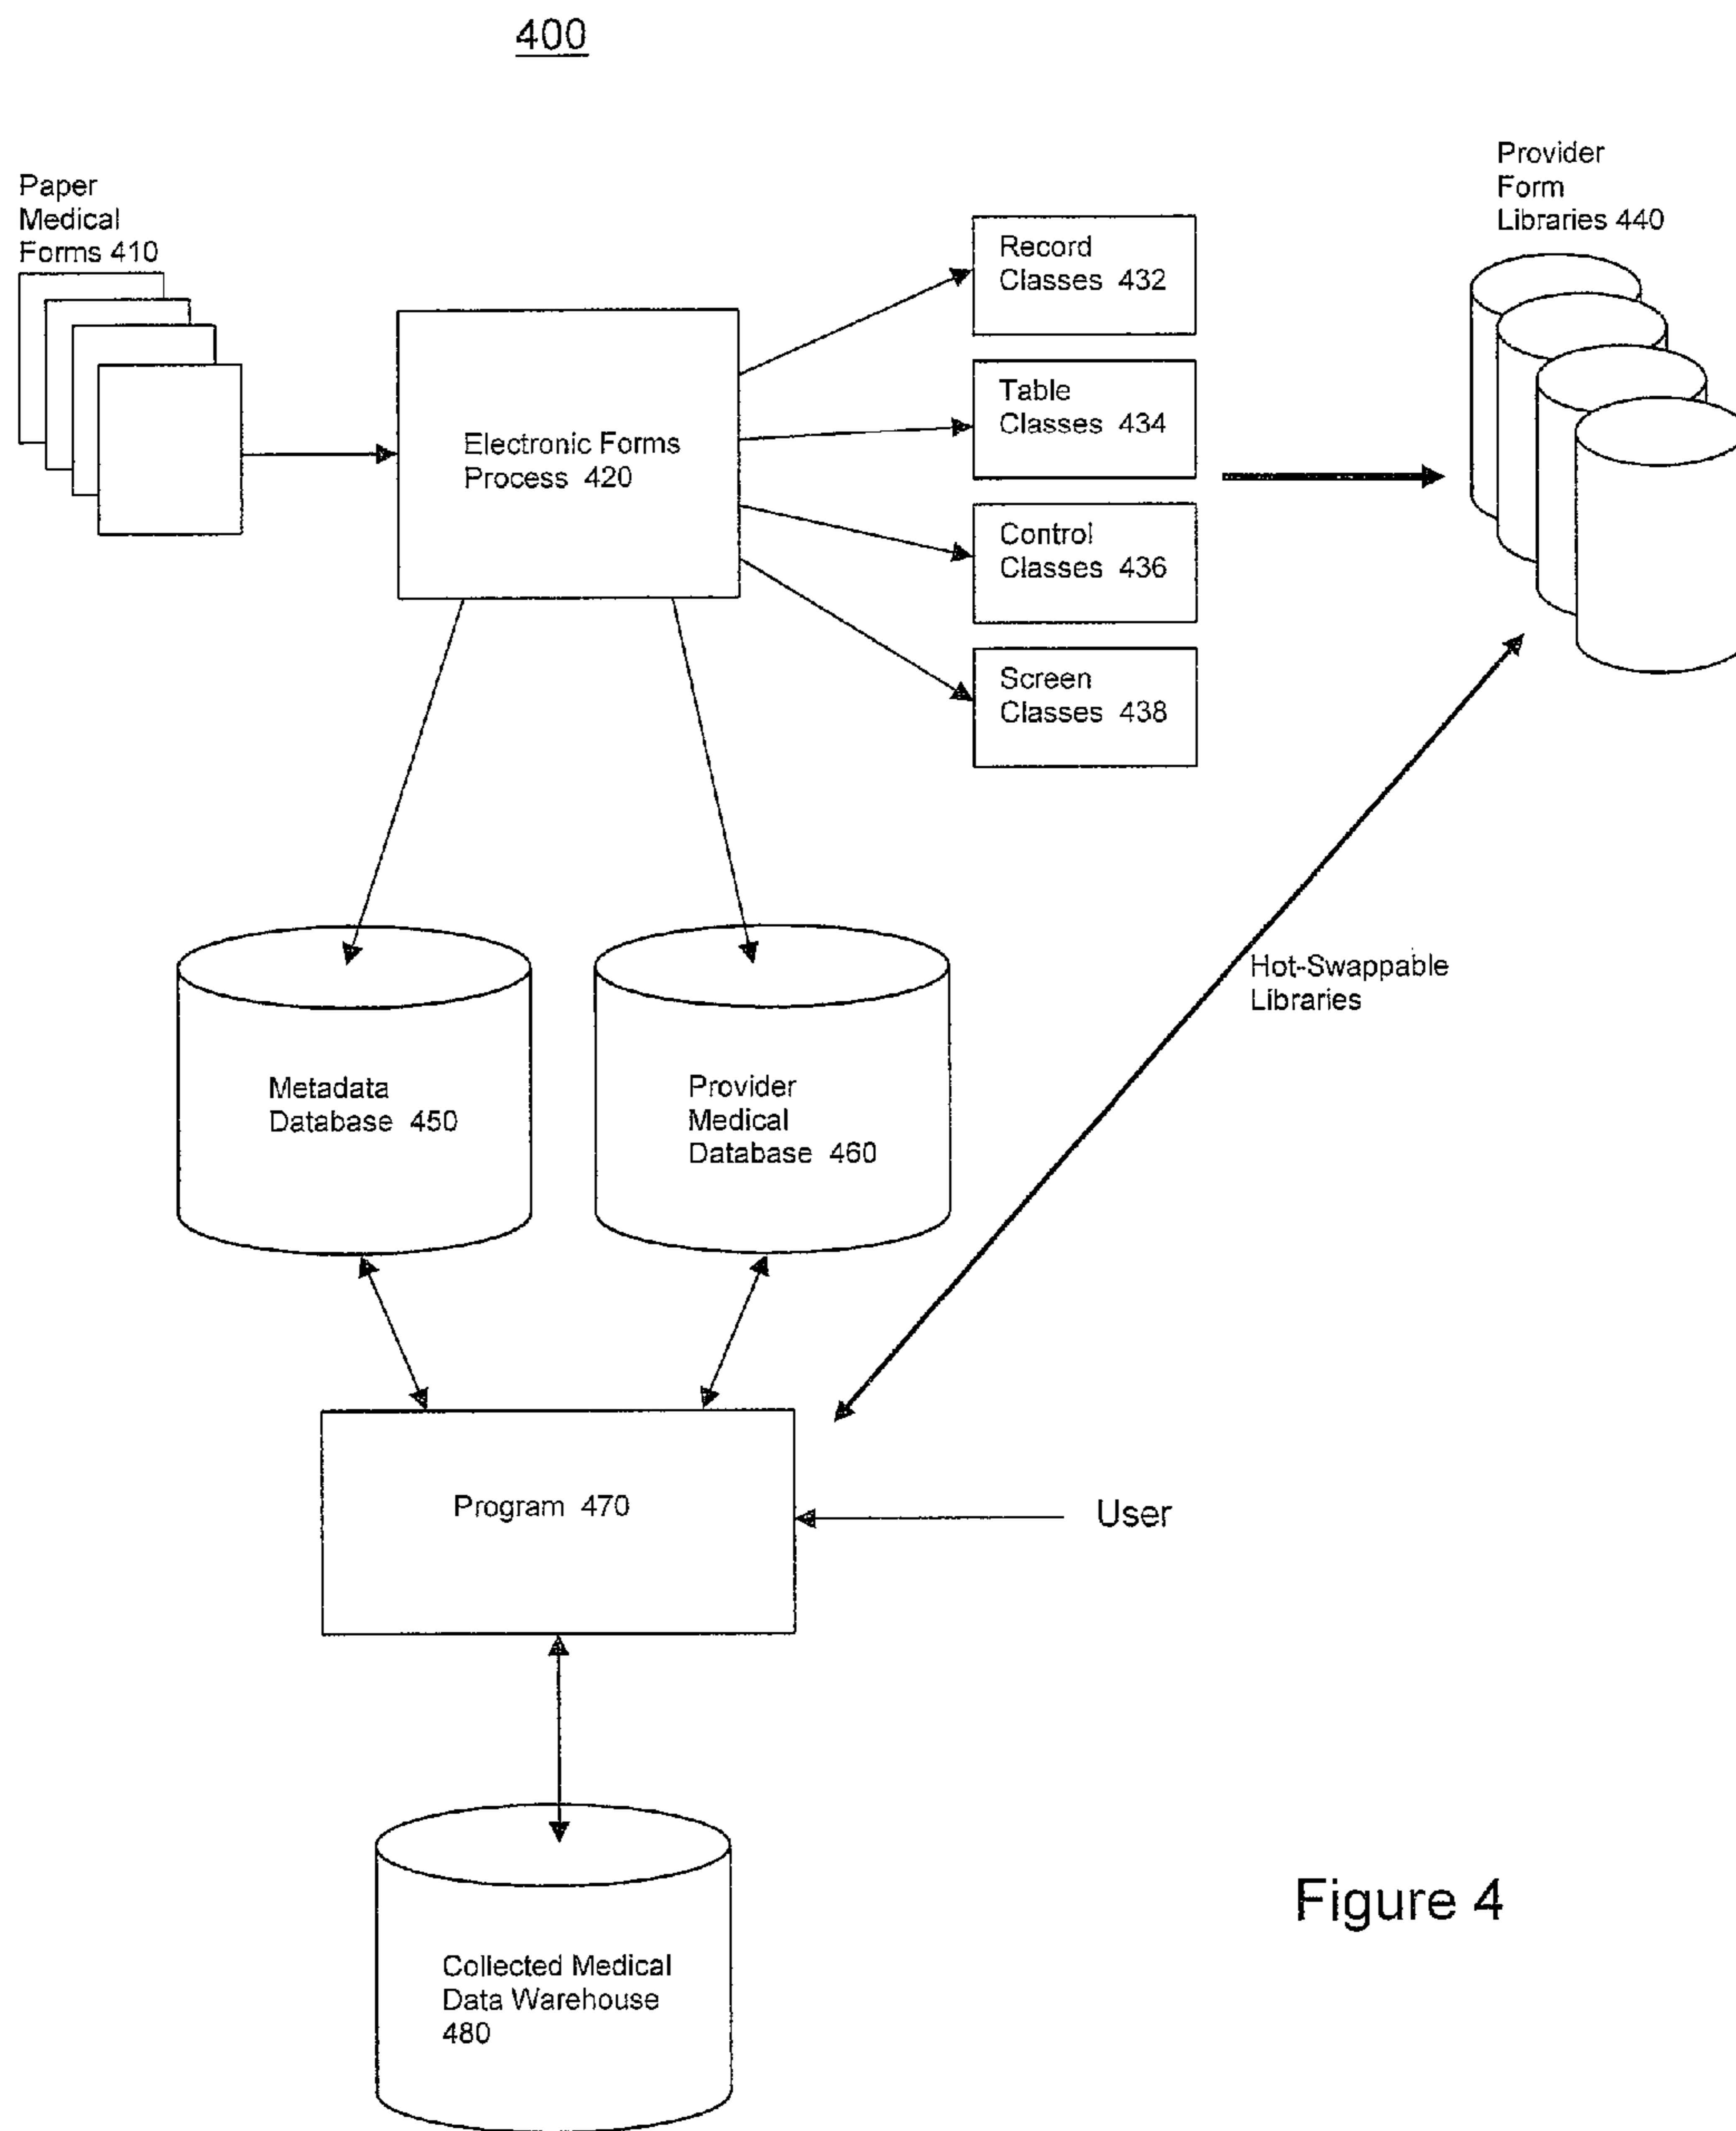 400
Paper
Medical
Forms 410
Provider
Form
Libraries 440
Record
Classes 432
Electronic Forms
Process 420
Table
Classes 434
Control
Classes 436
Screen
Classes 438
Hot-Swappable
Libraries
Metadata
Database 450
Provider
Medical
Database 460
Program 470
User
Collected Medical
Data Warehouse
480
Figure 4